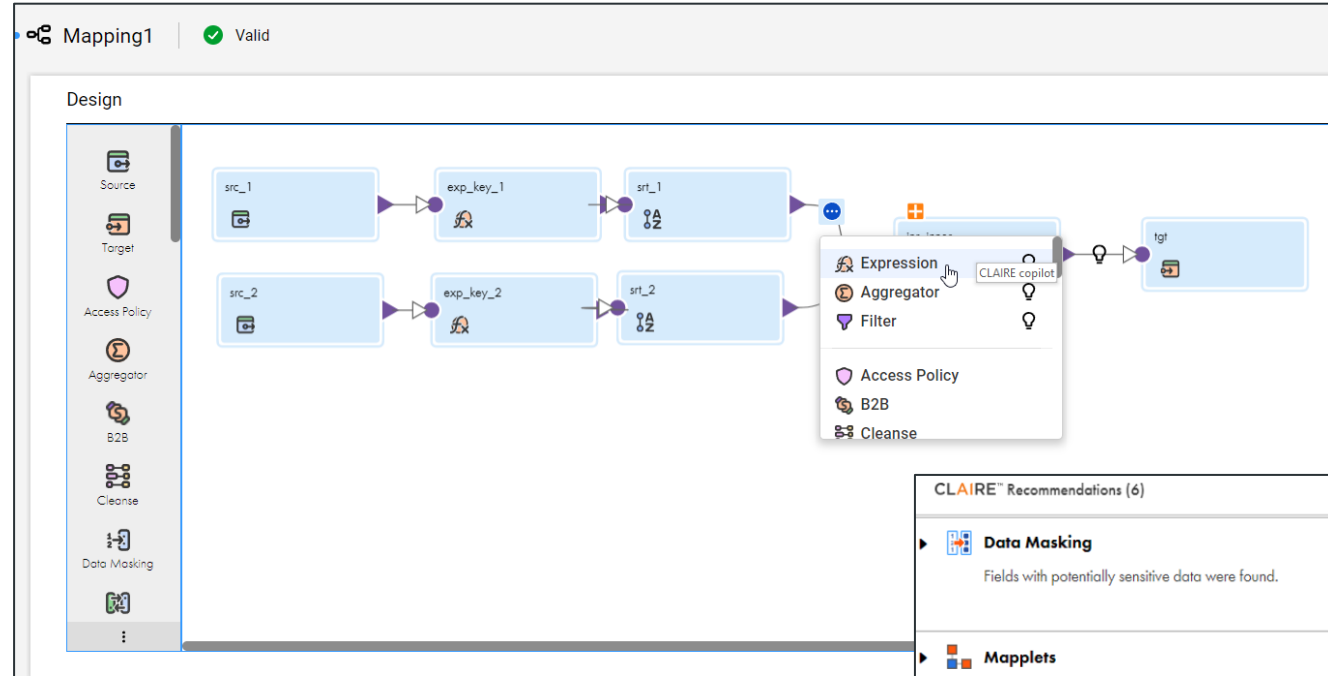 Mapping1
Valid
Design
Source
Target
Access Policy
Aggregator
B2B
Cleanse
Data Masking
src_1
exp_key_1
srt_1
src_2
exp_key_2
srt_2
tgt
Expression
CLAIRE copilot
Aggregator
Filter
Access Policy
B2B
Cleanse
CLAIRE™ Recommendations (6)
Data Masking
Fields with potentially sensitive data were found.
Mapplets